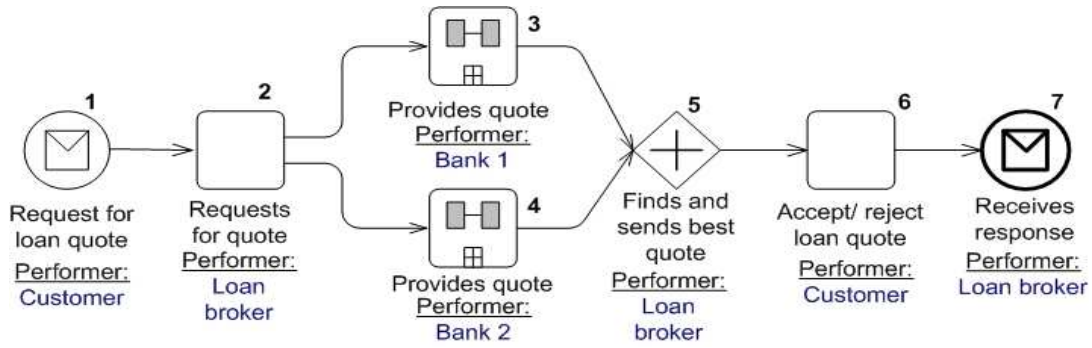 1
Request for
loan quote
Performer:
Customer
2
Requests
for quote
Performer:
Loan
broker
3
Provides quote
Performer:
Bank 1
4
Provides quote
Performer:
Bank 2
5
Finds and
sends best
quote
Performer:
Loan
broker
6
Accept/ reject
loan quote
Performer:
Customer
7
Receives
response
Performer:
Loan broker